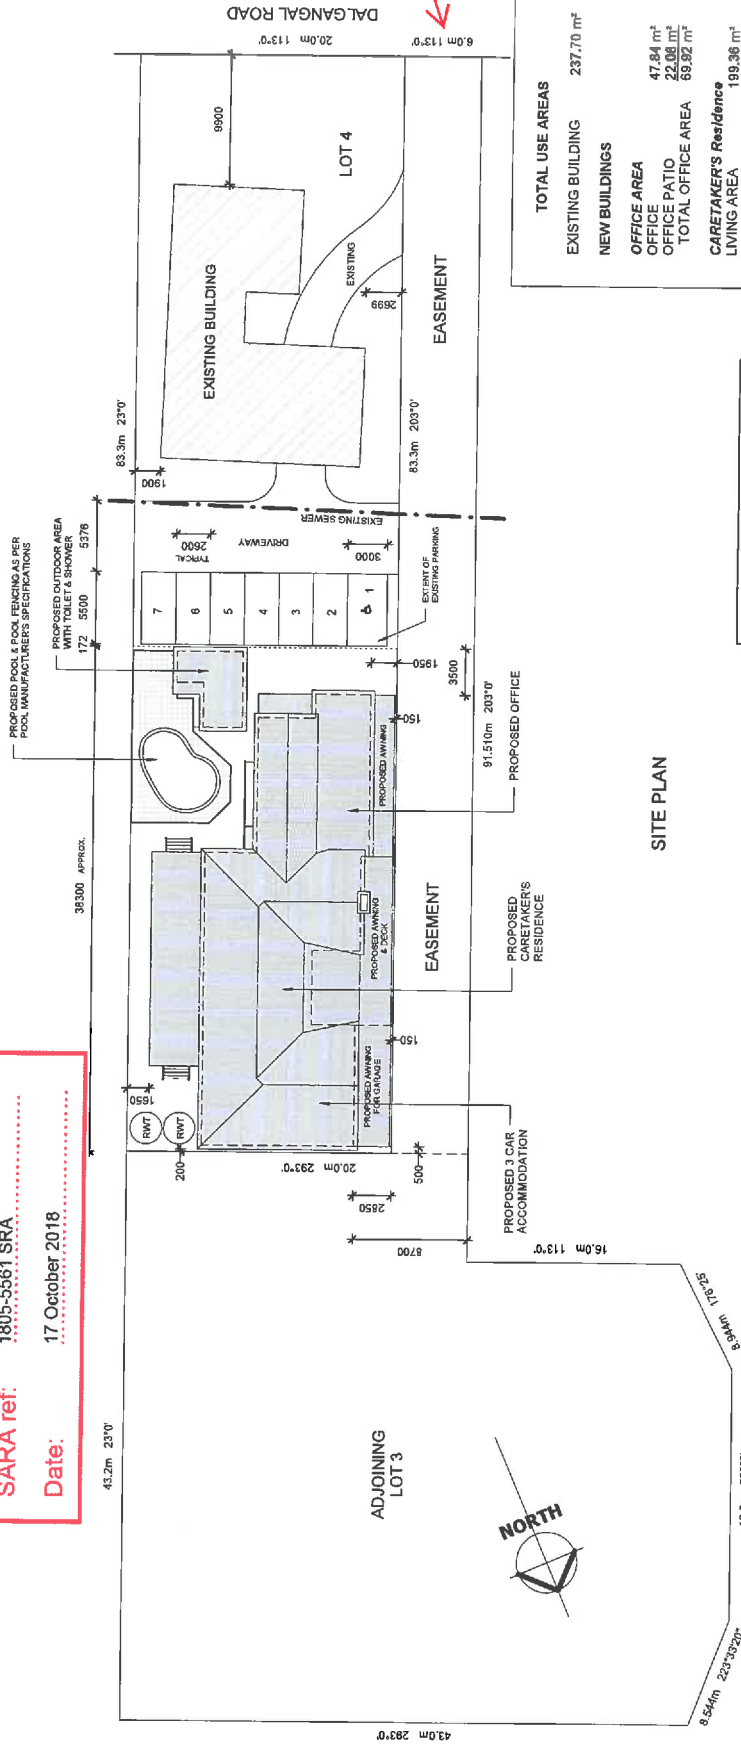 SARA ref: 1805-5561 SRA
Date: 17 October 2018
PROPOSED POOL & POOL FENCING AS PER
POOL MANUFACTURER'S SPECIFICATIONS
PROPOSED OUTDOOR AREA
WITH TOILET & SHOWER
38300 APPROX.
172 5500 5376
43.2m 23°0'
83.3m 23°0'
1900
9900
DALGANGAL ROAD
20.0m 113°0'
6.0m 113°0'
LOT 4
EXISTING BUILDING
EXISTING
2699
EASEMENT
83.3m 203°0'
EXISTING SEWER
DRIVEWAY
TYPICAL
2600
3000
7
6
5
4
3
2
1
EXTENT OF
EXISTING PARKING
1950
3500
150
91.510m 203°0'
PROPOSED AWNING
PROPOSED OFFICE
PROPOSED AWNING
& DECK
EASEMENT
PROPOSED
CARETAKER'S
RESIDENCE
150
PROPOSED AWNING
FOR GARAGE
1650
RWT
RWT
200
20.0m 293°0'
500
2850
8700
PROPOSED 3 CAR
ACCOMMODATION
16.0m 113°0'
8.944m 176°25'
ADJOINING
LOT 3
NORTH
43.0m 293°0'
8.544m 223°33'20"
SITE PLAN
TOTAL USE AREAS
EXISTING BUILDING 237.70 m²
NEW BUILDINGS
OFFICE AREA
OFFICE 47.84 m²
OFFICE PATIO 22.08 m²
TOTAL OFFICE AREA 69.92 m²
CARETAKER'S Residence
LIVING AREA 199.36 m²